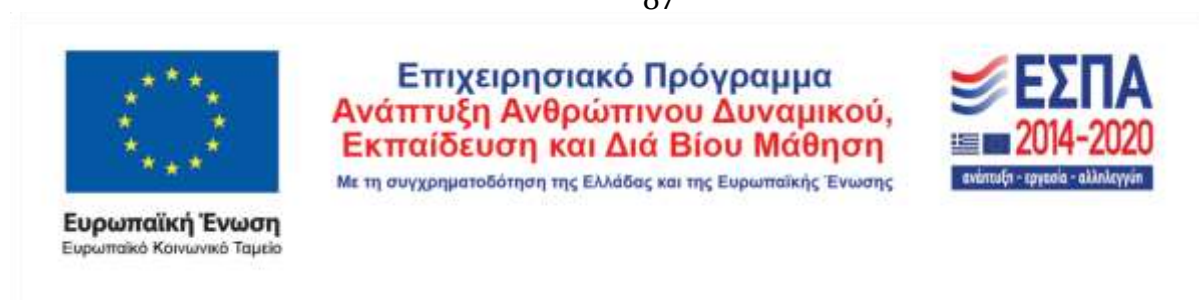 87
Ευρωπαϊκή Ένωση
Ευρωπαϊκό Κοινωνικό Ταμείο
Επιχειρησιακό Πρόγραμμα
Ανάπτυξη Ανθρώπινου Δυναμικού,
Εκπαίδευση και Διά Βίου Μάθηση
Με τη συγχρηματοδότηση της Ελλάδας και της Ευρωπαϊκής Ένωσης
ΕΣΠΑ
2014-2020
ανάπτυξη - εργασία - αλληλεγγύη